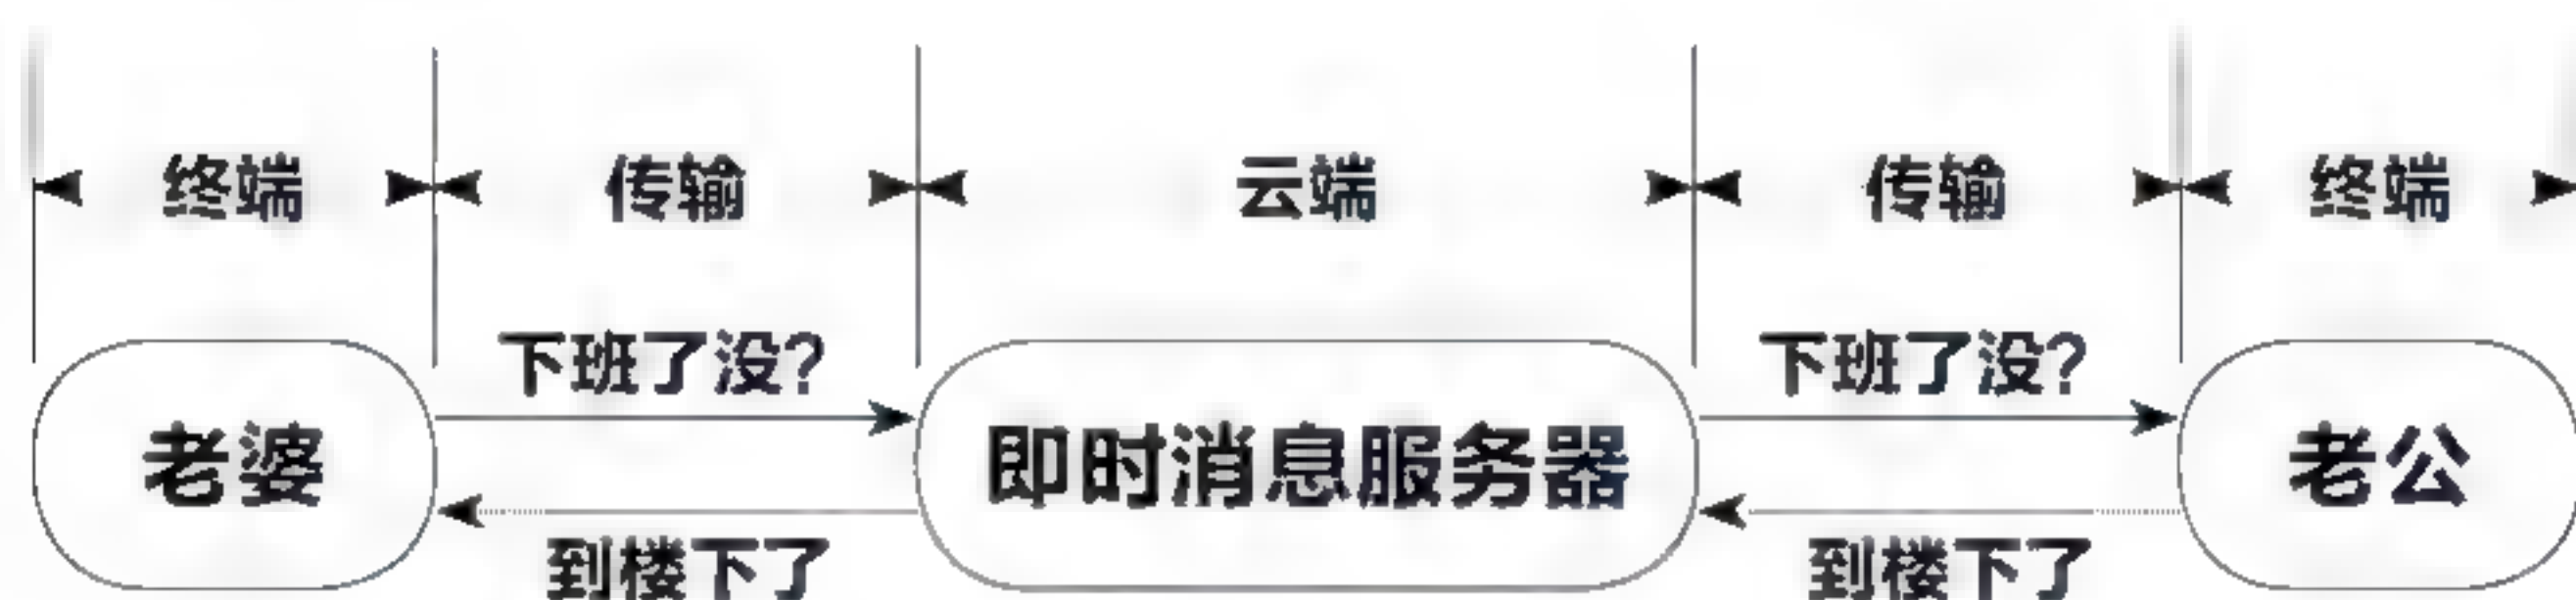 终端 传输 云端 传输 终端
下班了没? 下班了没?
老婆 即时消息服务器 老公
到楼下了 到楼下了